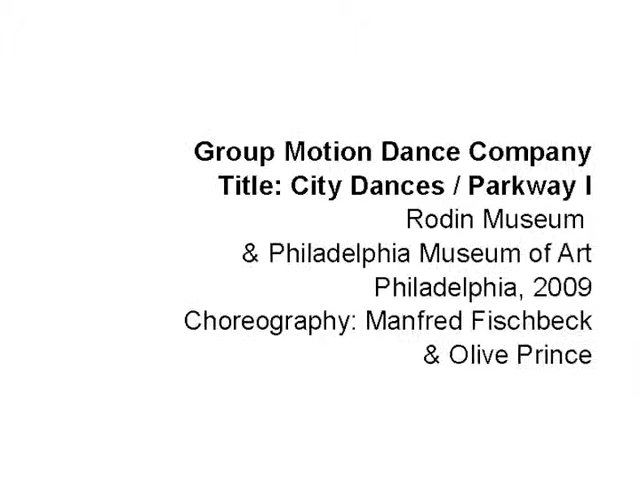 Group Motion Dance Company
Title: City Dances / Parkway I
Rodin Museum
& Philadelphia Museum of Art
Philadelphia, 2009
Choreography: Manfred Fischbeck
& Olive Prince